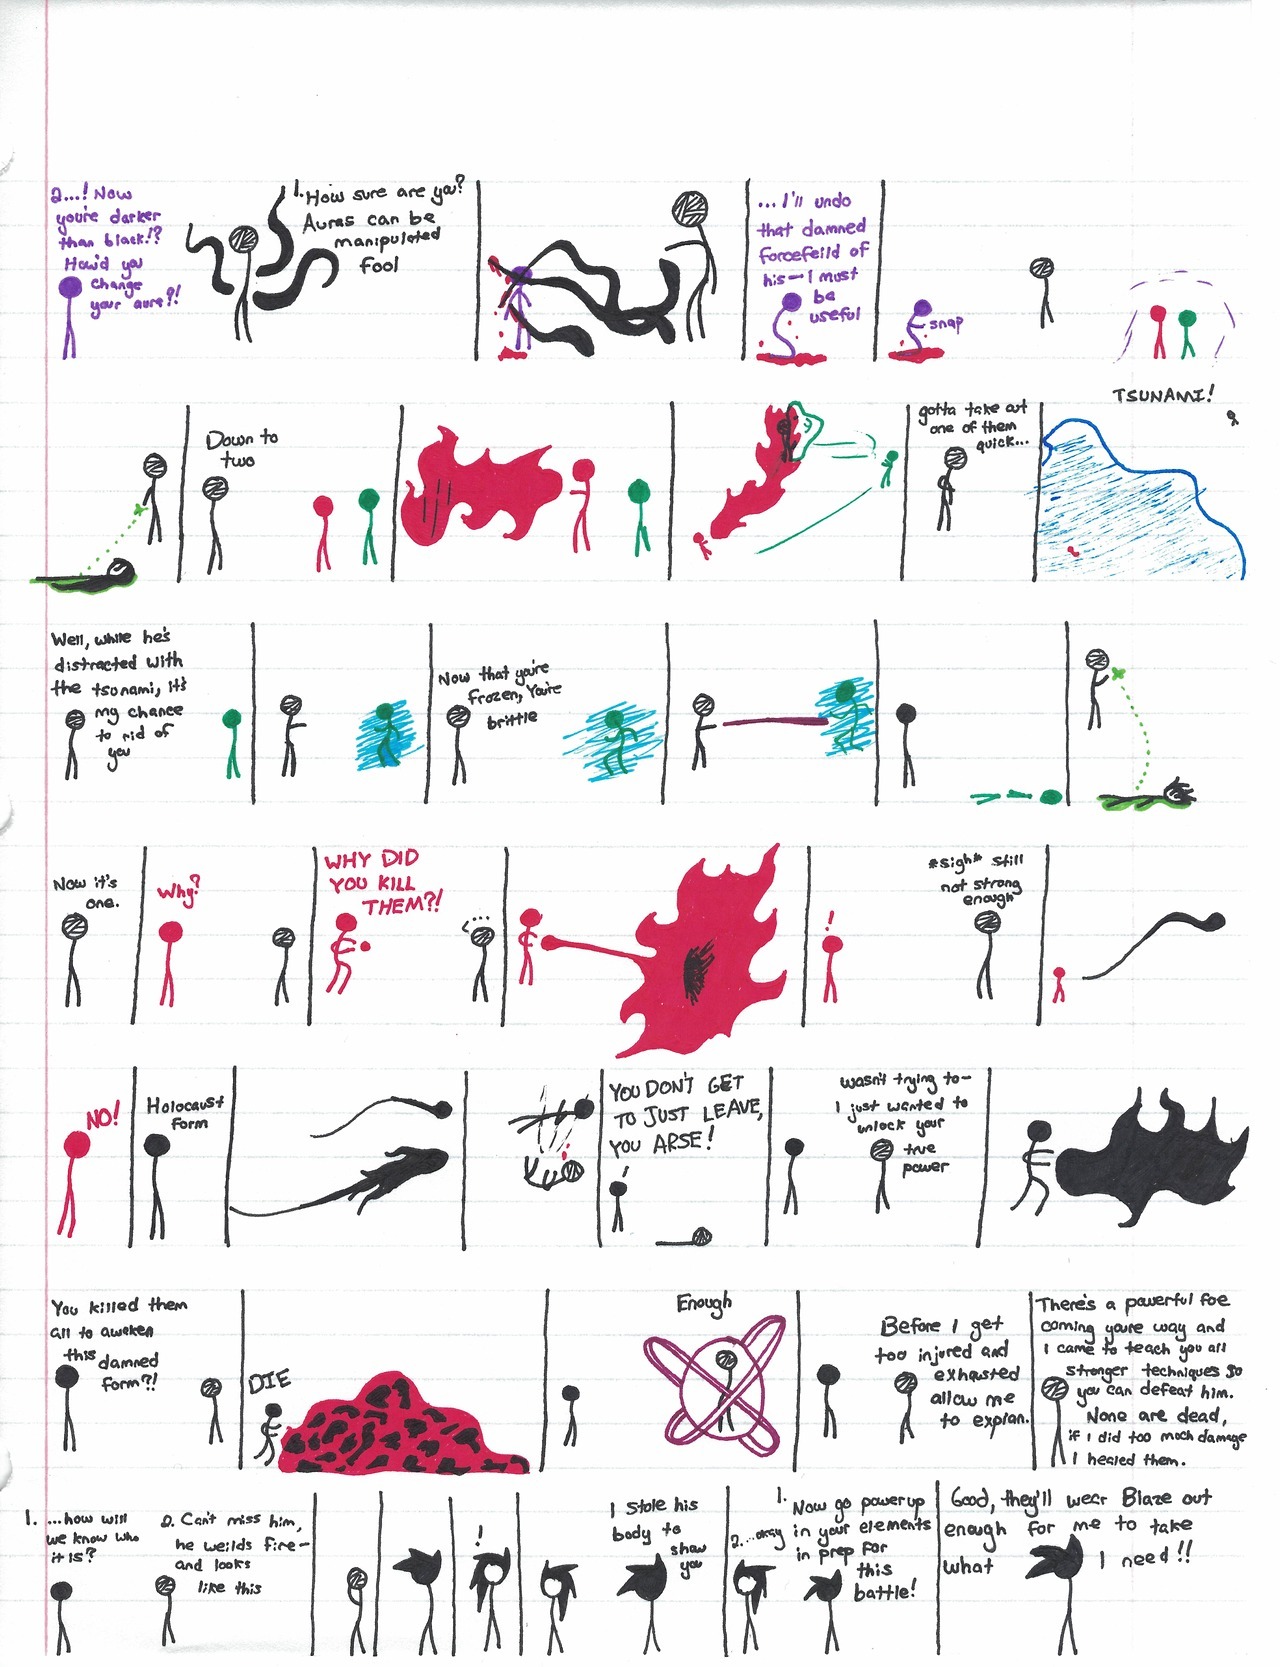 2...! Now
you're darker
than black!?
How'd you
change
your aura?!
1. How sure are you?
Auras can be
manipulated
fool
...I'll undo
that damned
forcefeild of
his—I must
be
useful
snap
Down to
two
gotta take out
one of them
quick...
TSUNAMI!
Well, while he's
distracted with
the tsunami, it's
my chance
to rid of
you
Now that you're
frozen, You're
brittle
Now it's
one.
Why?
WHY DID
YOU KILL
THEM?!
...
!
*sigh* still
not strong
enough
NO!
Holocaust
form
YOU DON'T GET
TO JUST LEAVE,
YOU ARSE!
wasn't trying to-
I just wanted to
unlock your
true
power
You killed them
all to awaken
this damned
form?!
DIE
Enough
Before I get
too injured and
exhausted
allow me
to explan.
There's a powerful foe
coming youre way and
I came to teach you all
stronger techniques so
you can defeat him.
None are dead,
if I did too much damage
I healed them.
1. ...how will
we know who
it is?
2. Can't miss him,
he weilds fire—
and looks
like this
!
I stole his
body to
show
you
2. ...okay
1. Now go power up
in your elements
in prep for
this
battle!
Good, they'll wear Blaze out
enough for me to take
what I need!!